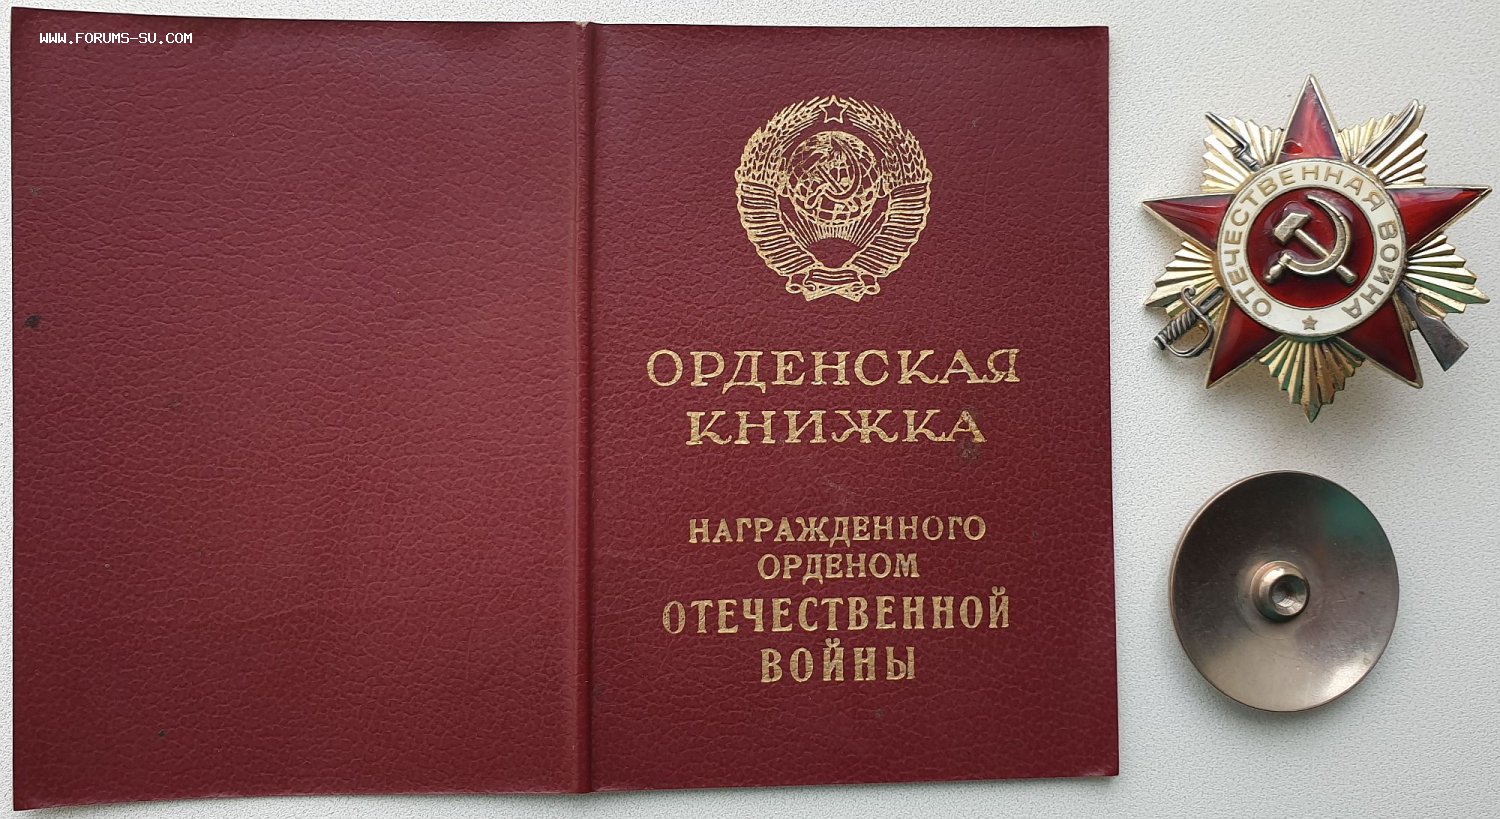 WWW.FORUMS-SU.COM
ОРДЕНСКАЯ
КНИЖКА
НАГРАЖДЕННОГО
ОРДЕНОМ
ОТЕЧЕСТВЕННОЙ
ВОЙНЫ
ОТЕЧЕСТВЕННАЯ ВОЙНА